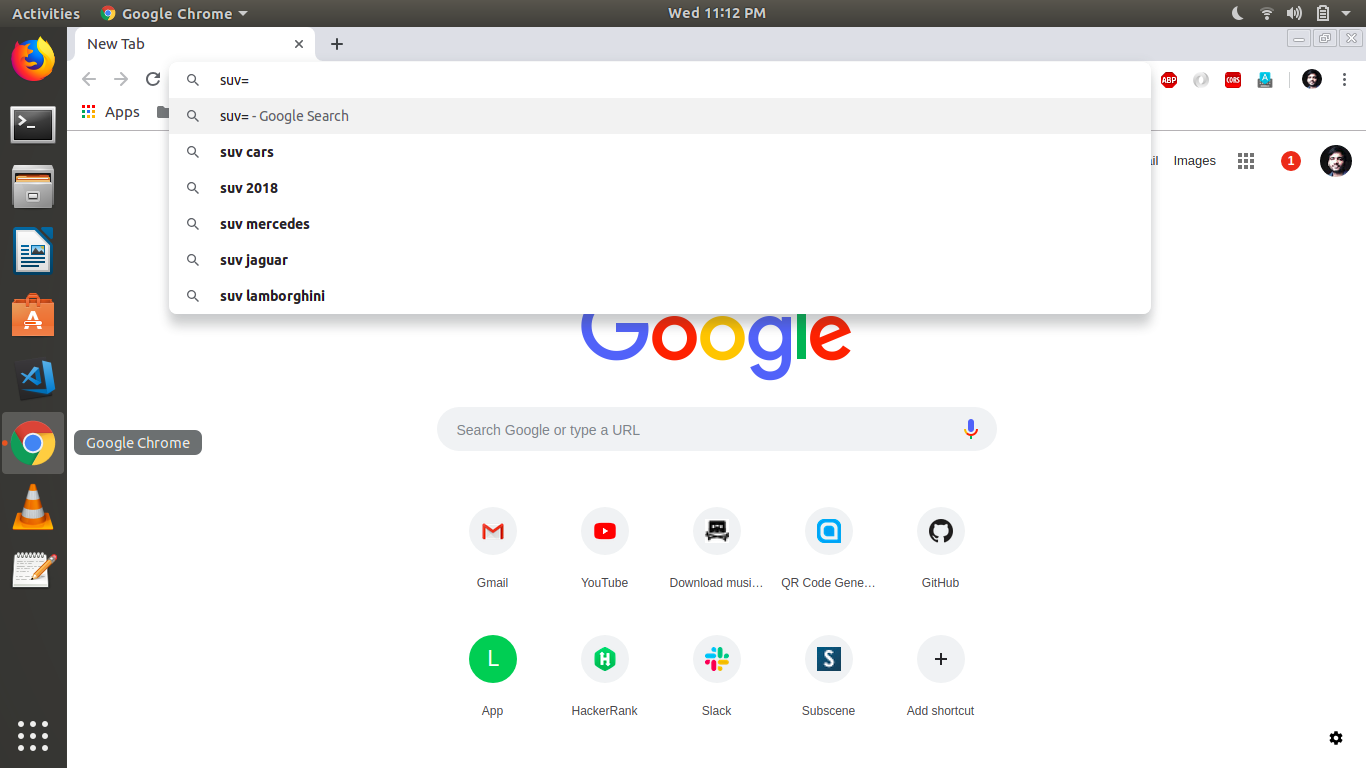 Activities
Google Chrome
Wed 11:12 PM
New Tab
suv=
ABP
CORS
suv= - Google Search
Apps
suv cars
suv 2018
suv mercedes
suv jaguar
suv lamborghini
Images
1
Google
Search Google or type a URL
Google Chrome
Gmail
YouTube
Download musi…
QR Code Gene…
GitHub
L
H
S
App
HackerRank
Slack
Subscene
Add shortcut